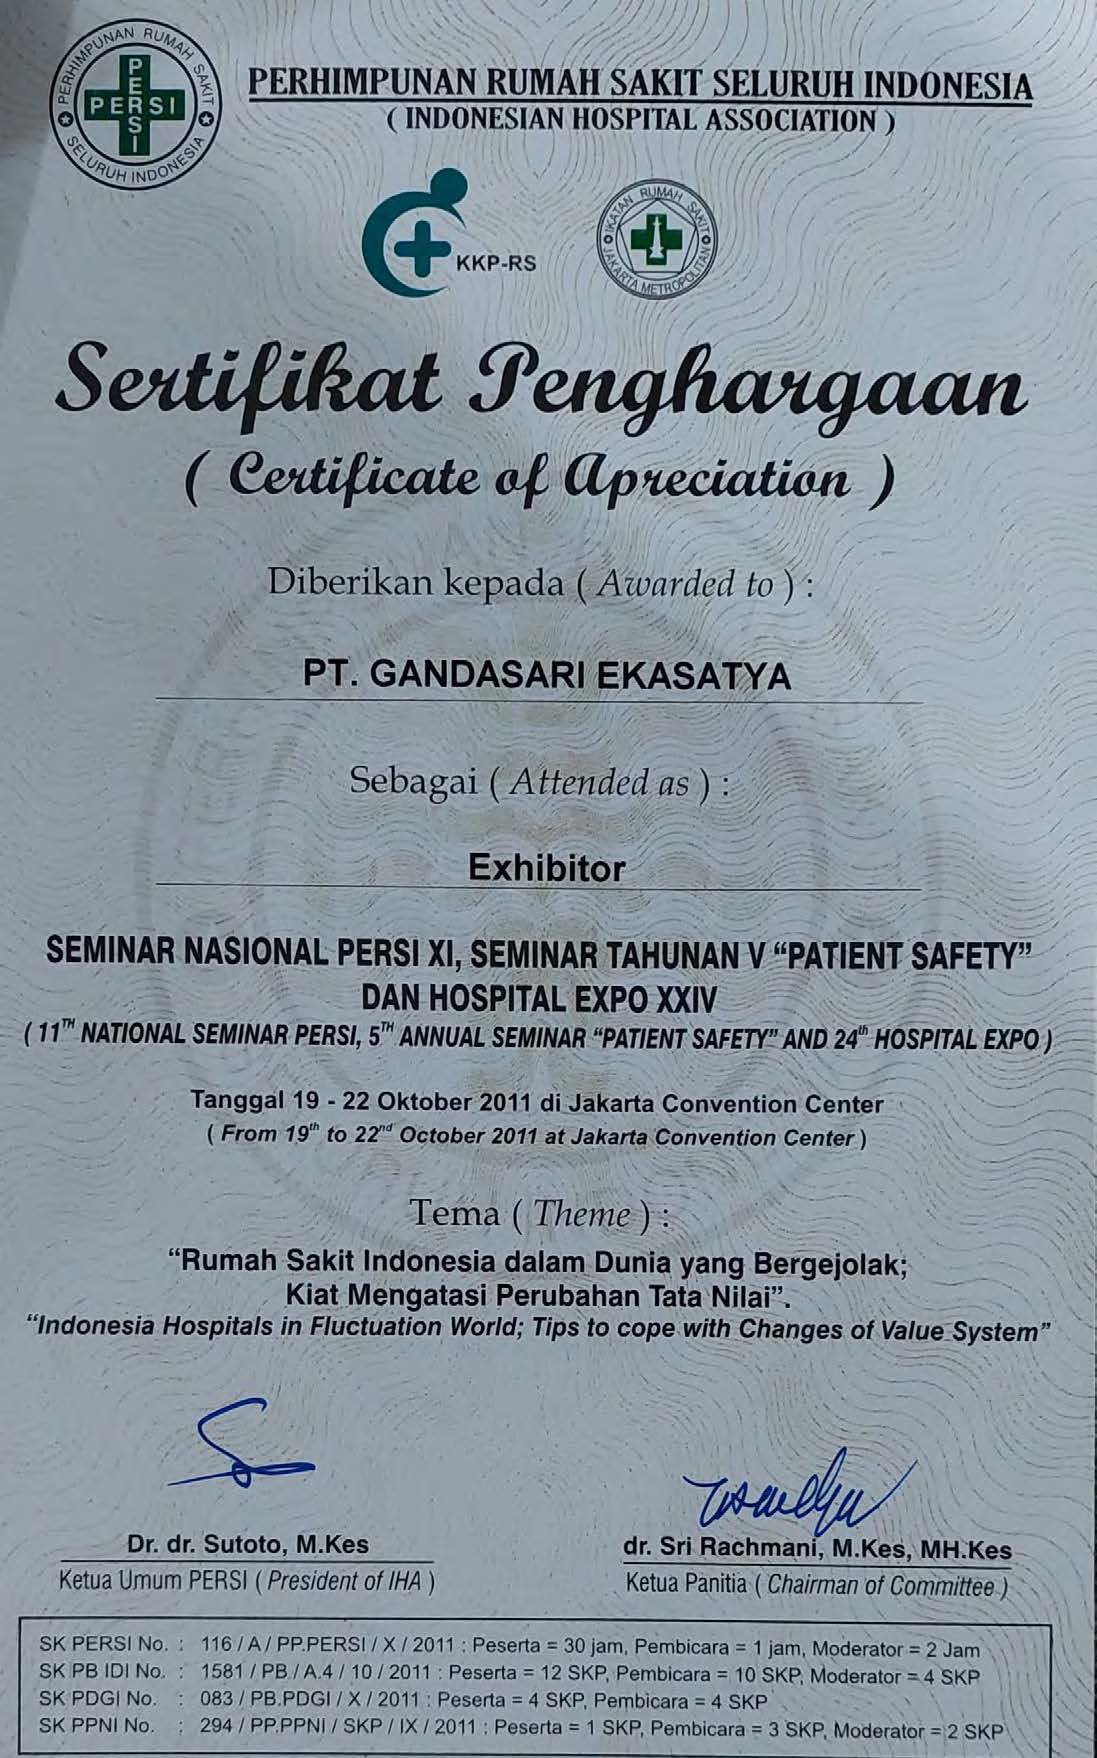 PERHIMPUNAN RUMAH SAKIT
PERSI
PERSI
SELURUH INDONESIA
PERHIMPUNAN RUMAH SAKIT SELURUH INDONESIA
( INDONESIAN HOSPITAL ASSOCIATION )
KKP-RS
IKATAN RUMAH SAKIT
JAKARTA METROPOLITAN
Sertifikat Penghargaan
( Certificate of Apreciation )
Diberikan kepada ( Awarded to ) :
PT. GANDASARI EKASATYA
Sebagai ( Attended as ) :
Exhibitor
SEMINAR NASIONAL PERSI XI, SEMINAR TAHUNAN V “PATIENT SAFETY”
DAN HOSPITAL EXPO XXIV
( 11TH NATIONAL SEMINAR PERSI, 5TH ANNUAL SEMINAR “PATIENT SAFETY” AND 24th HOSPITAL EXPO )
Tanggal 19 - 22 Oktober 2011 di Jakarta Convention Center
( From 19th to 22nd October 2011 at Jakarta Convention Center )
Tema ( Theme ) :
“Rumah Sakit Indonesia dalam Dunia yang Bergejolak;
Kiat Mengatasi Perubahan Tata Nilai”.
“Indonesia Hospitals in Fluctuation World; Tips to cope with Changes of Value System”
Dr. dr. Sutoto, M.Kes
Ketua Umum PERSI ( President of IHA )
dr. Sri Rachmani, M.Kes, MH.Kes
Ketua Panitia ( Chairman of Committee )
SK PERSI No. : 116 / A / PP.PERSI / X / 2011 : Peserta = 30 jam, Pembicara = 1 jam, Moderator = 2 Jam
SK PB IDI No. : 1581 / PB / A.4 / 10 / 2011 : Peserta = 12 SKP, Pembicara = 10 SKP, Moderator = 4 SKP
SK PDGI No. : 083 / PB.PDGI / X / 2011 : Peserta = 4 SKP, Pembicara = 4 SKP
SK PPNI No. : 294 / PP.PPNI / SKP / IX / 2011 : Peserta = 1 SKP, Pembicara = 3 SKP, Moderator = 2 SKP